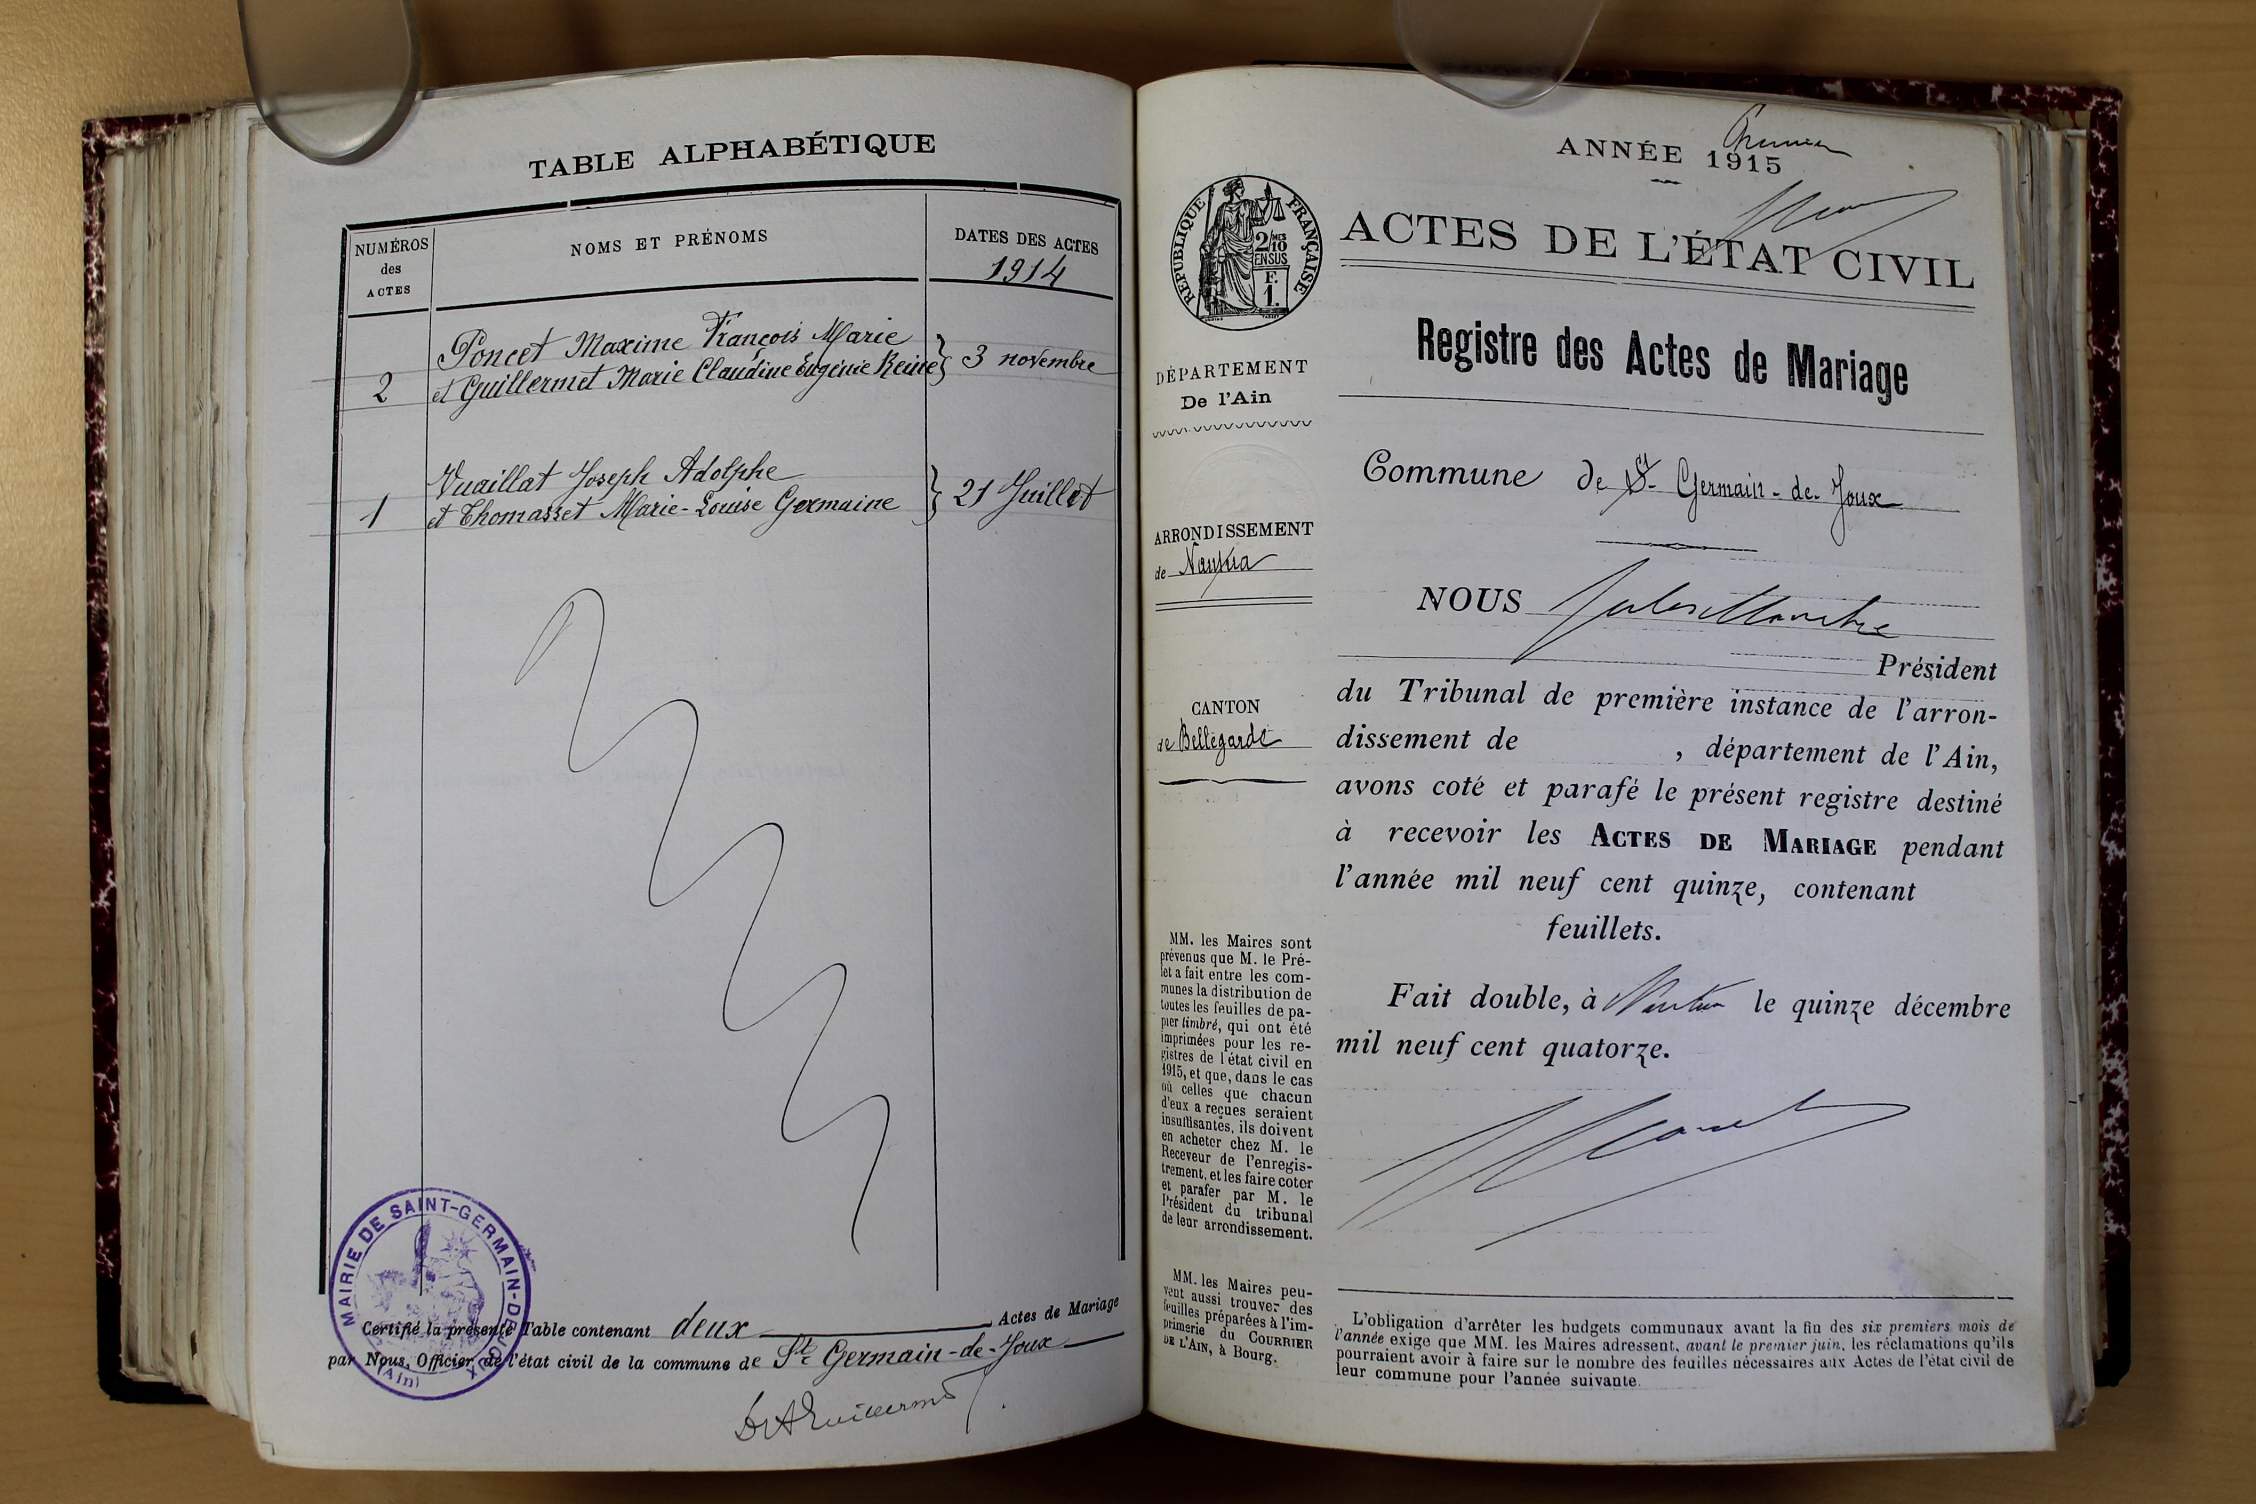 TABLE ALPHABÉTIQUE
NUMÉROS
des
ACTES
NOMS ET PRÉNOMS
DATES DES ACTES
1914
2
Poncet Maxime François Marie
et Guillermet Marie Claudine Eugénie Reine
3 novembre
1
Vuaillat Joseph Adolphe
et Thomasset Marie-Louise Germaine
21 Juillet
MAIRIE DE SAINT-GERMAIN-DE-JOUX
(Ain)
Certifié la présente Table contenant deux Actes de Mariage
par Nous, Officier de l'état civil de la commune de St Germain-de-Joux
Dr A Guillermet
Premier
ANNÉE 1915
RÉPUBLIQUE FRANÇAISE
2/10 MES
EN SUS
F.
1.
ACTES DE L'ÉTAT CIVIL
Registre des Actes de Mariage
DÉPARTEMENT
De l'Ain
Commune de St- Germain-de-Joux
ARRONDISSEMENT
de Nantua
NOUS Jules
Président
CANTON
de Bellegarde
du Tribunal de première instance de l'arron-
dissement de , département de l'Ain,
avons coté et parafé le présent registre destiné
à recevoir les ACTES DE MARIAGE pendant
l'année mil neuf cent quinze, contenant
feuillets.
Fait double, à Nantua le quinze décembre
mil neuf cent quatorze.
MM. les Maires sont
prévenus que M. le Pré-
fet a fait entre les com-
munes la distribution de
toutes les feuilles de pa-
pier timbré, qui ont été
imprimées pour les re-
gistres de l'état civil en
1915, et que, dans le cas
où celles que chacun
d'eux a reçues seraient
insuffisantes, ils doivent
en acheter chez M. le
Receveur de l'enregis-
trement, et les faire coter
et parafer par M. le
Président du tribunal
de leur arrondissement.
MM. les Maires peu-
vent aussi trouver des
feuilles préparées à l'im-
primerie du COURRIER
DE L'AIN, à Bourg.
L'obligation d'arrêter les budgets communaux avant la fin des six premiers mois de
l'année exige que MM. les Maires adressent, avant le premier juin, les réclamations qu'ils
pourraient avoir à faire sur le nombre des feuilles nécessaires aux Actes de l'état civil de
leur commune pour l'année suivante.